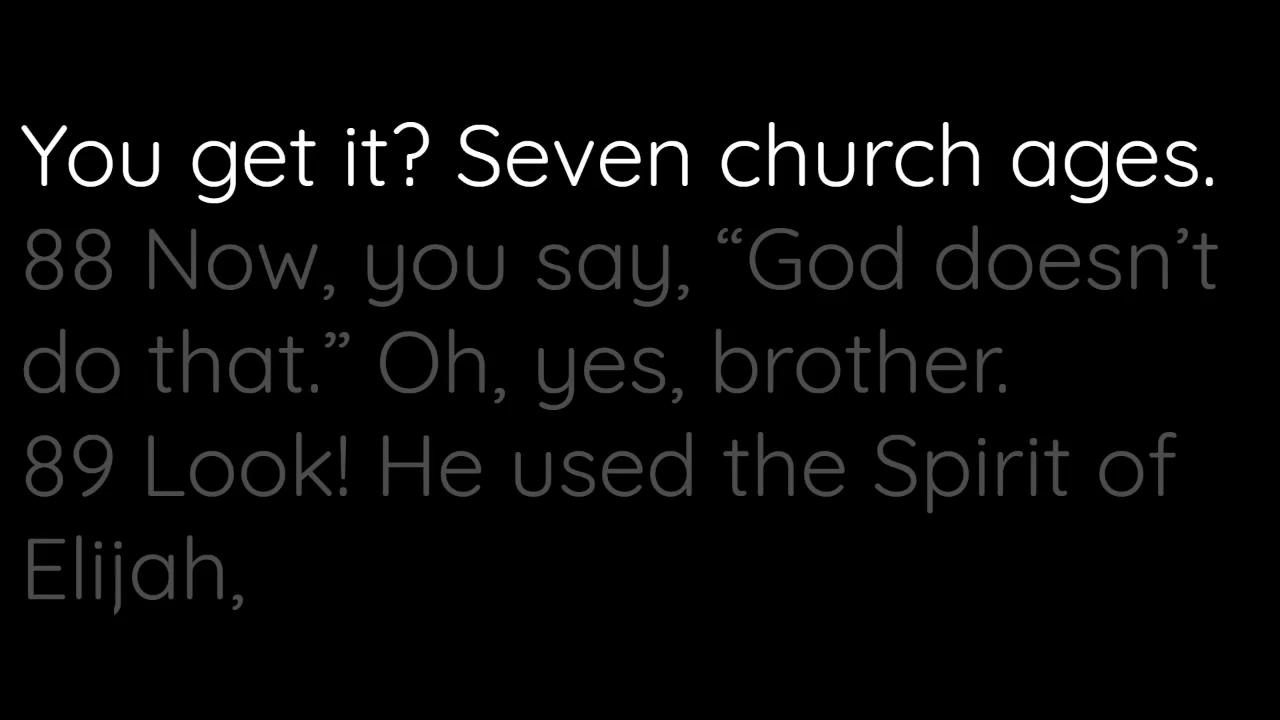 You get it? Seven church ages.
88 Now, you say, “God doesn’t
do that.” Oh, yes, brother.
89 Look! He used the Spirit of
Elijah,